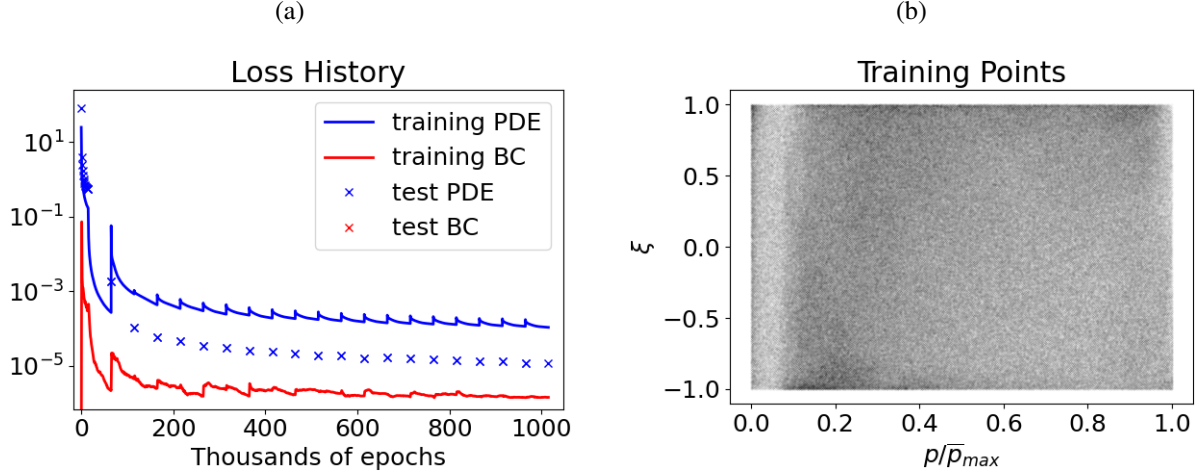 (a)
Loss History
10^1
10^-1
10^-3
10^-5
training PDE
training BC
test PDE
test BC
0 200 400 600 800 1000
Thousands of epochs
(b)
Training Points
1.0
0.5
0.0
−0.5
−1.0
ξ
0.0 0.2 0.4 0.6 0.8 1.0
p/p̅_max